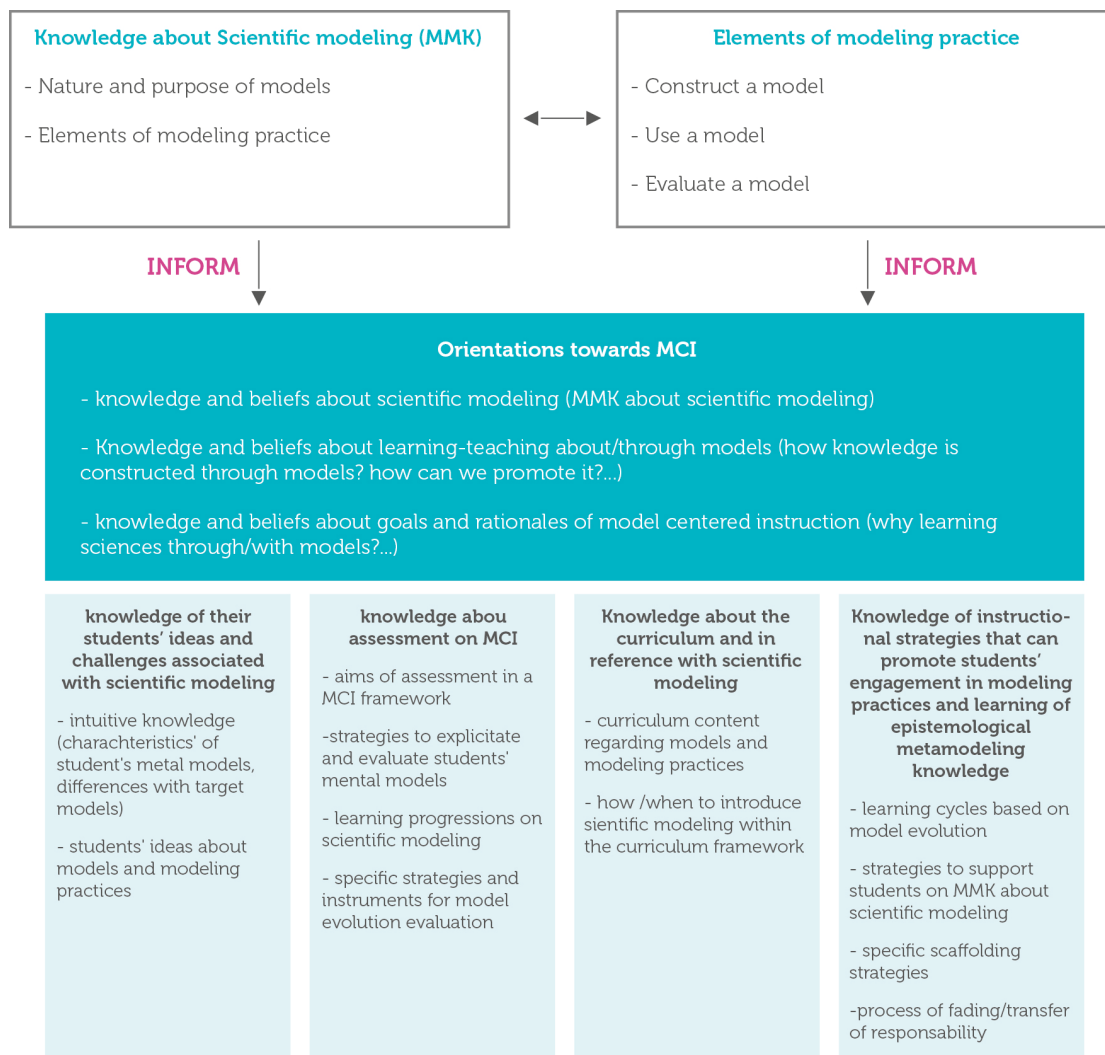 Knowledge about Scientific modeling (MMK)
- Nature and purpose of models
- Elements of modeling practice
Elements of modeling practice
- Construct a model
- Use a model
- Evaluate a model
INFORM
INFORM
Orientations towards MCI
- knowledge and beliefs about scientific modeling (MMK about scientific modeling)
- Knowledge and beliefs about learning-teaching about/through models (how knowledge is
constructed through models? how can we promote it?...)
- knowledge and beliefs about goals and rationales of model centered instruction (why learning
sciences through/with models?...)
knowledge of their
students’ ideas and
challenges associated
with scientific modeling
- intuitive knowledge
(charachteristics' of
student's metal models,
differences with target
models)
- students' ideas about
models and modeling
practices
knowledge abou
assessment on MCI
- aims of assessment in a
MCI framework
-strategies to explicitate
and evaluate students'
mental models
- learning progressions on
scientific modeling
- specific strategies and
instruments for model
evolution evaluation
Knowledge about the
curriculum and in
reference with scientific
modeling
- curriculum content
regarding models and
modeling practices
- how /when to introduce
sientific modeling within
the curriculum framework
Knowledge of instructio-
nal strategies that can
promote students’
engagement in modeling
practices and learning of
epistemological
metamodeling
knowledge
- learning cycles based on
model evolution
- strategies to support
students on MMK about
scientific modeling
- specific scaffolding
strategies
-process of fading/transfer
of responsability